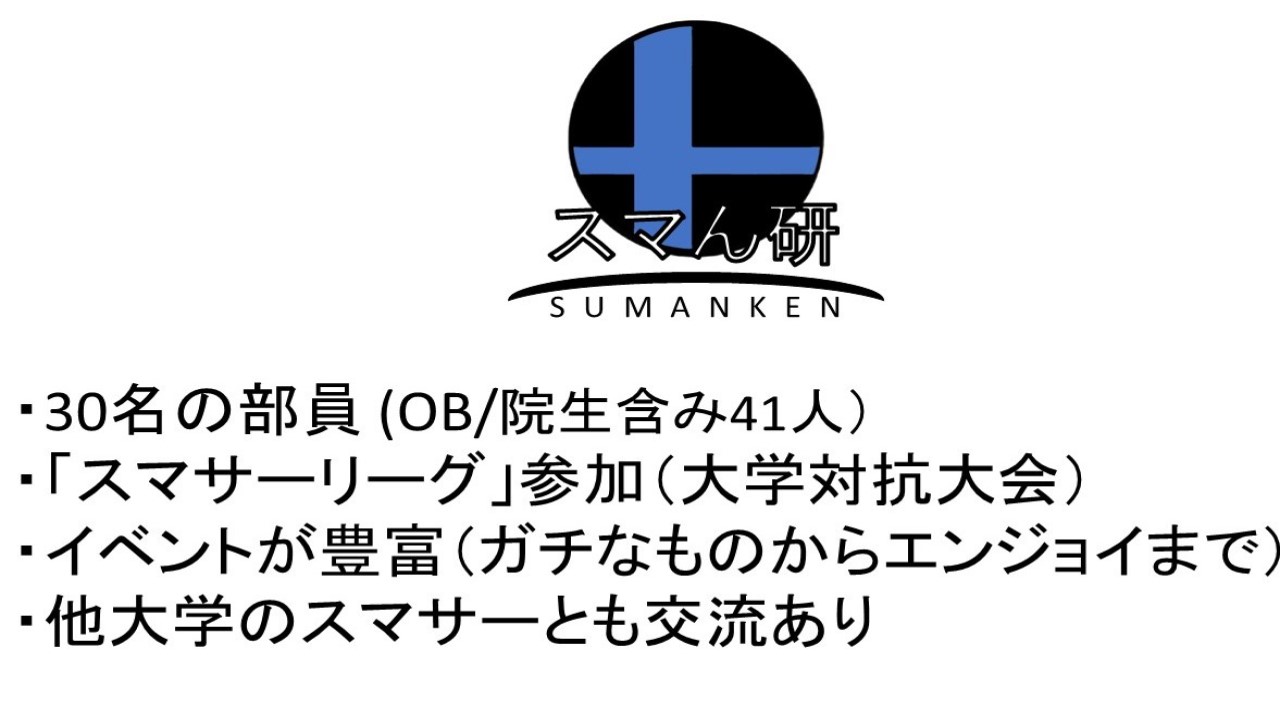 スマん研
SUMANKEN
・30名の部員 (OB/院生含み41人）
・「スマサーリーグ」参加（大学対抗大会）
・イベントが豊富（ガチなものからエンジョイまで）
・他大学のスマサーとも交流あり